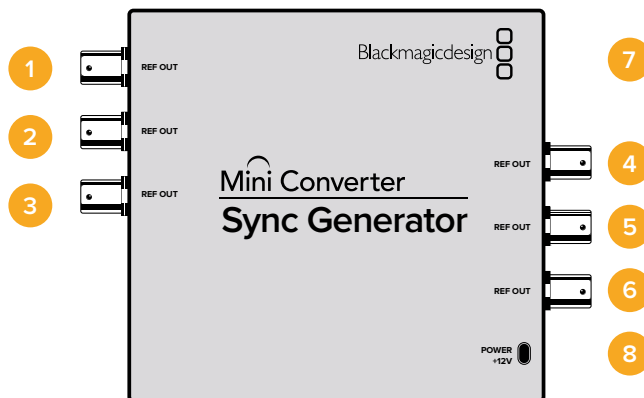 Blackmagicdesign
1
REF OUT
7
2
REF OUT
REF OUT
4
3
REF OUT
Mini Converter
Sync Generator
REF OUT
5
REF OUT
6
POWER
+12V
8